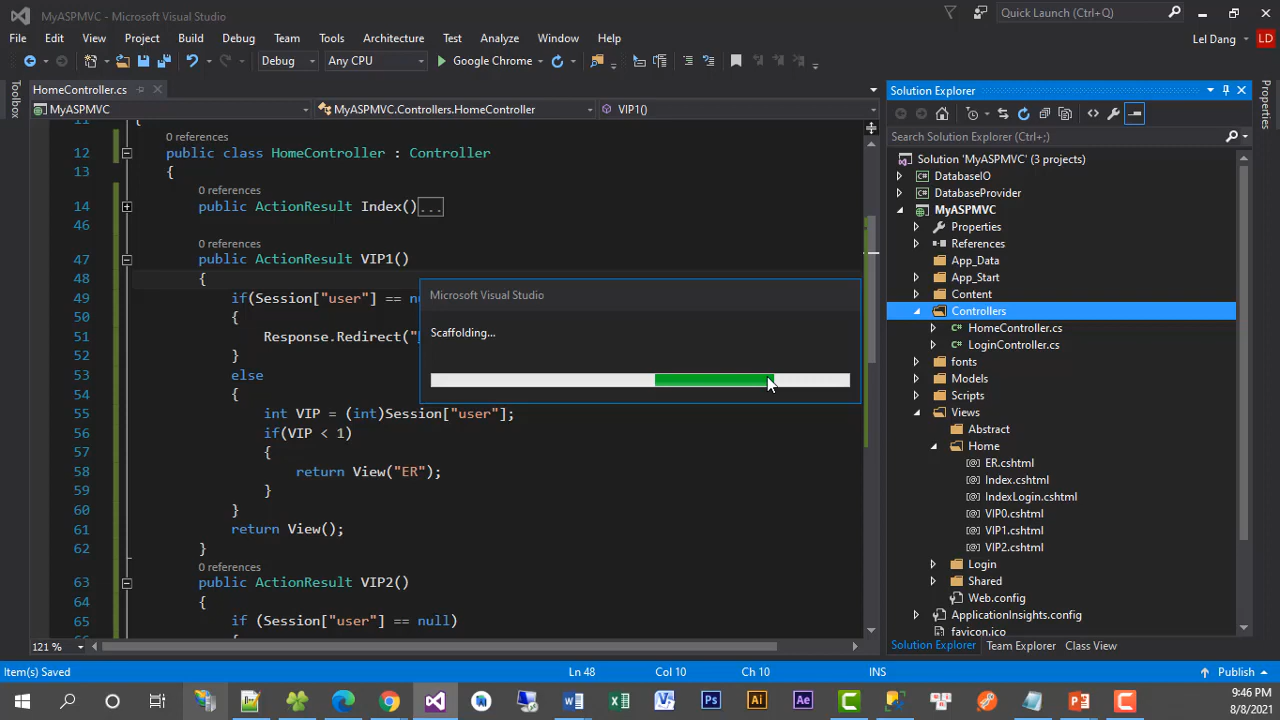 MyASPMVC - Microsoft Visual Studio
Quick Launch (Ctrl+Q)
File Edit View Project Build Debug Team Tools Architecture Test Analyze Window Help
Lel Dang LD
Debug Any CPU Google Chrome
Toolbox
HomeController.cs
MyASPMVC MyASPMVC.Controllers.HomeController VIP1()
11 {
0 references
12 public class HomeController : Controller
13 {
0 references
14 public ActionResult Index()...
46
0 references
47 public ActionResult VIP1()
48 {
49 if(Session["user"] == nu
50 {
51 Response.Redirect("
52 }
53 else
54 {
55 int VIP = (int)Session["user"];
56 if(VIP < 1)
57 {
58 return View("ER");
59 }
60 }
61 return View();
62 }
0 references
63 public ActionResult VIP2()
64 {
65 if (Session["user"] == null)
66 {
121 %
Microsoft Visual Studio
Scaffolding...
Solution Explorer
Search Solution Explorer (Ctrl+;)
Solution 'MyASPMVC' (3 projects)
DatabaseIO
DatabaseProvider
MyASPMVC
Properties
References
App_Data
App_Start
Content
Controllers
HomeController.cs
LoginController.cs
fonts
Models
Scripts
Views
Abstract
Home
ER.cshtml
Index.cshtml
IndexLogin.cshtml
VIP0.cshtml
VIP1.cshtml
VIP2.cshtml
Login
Shared
Web.config
ApplicationInsights.config
favicon.ico
Solution Explorer Team Explorer Class View
Properties
Item(s) Saved Ln 48 Col 10 Ch 10 INS Publish
Ps Ai Ae
9:46 PM
8/8/2021